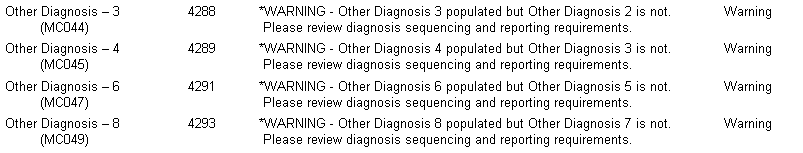 Other Diagnosis – 3 4288 *WARNING - Other Diagnosis 3 populated but Other Diagnosis 2 is not. Warning
(MC044) Please review diagnosis sequencing and reporting requirements.
Other Diagnosis – 4 4289 *WARNING - Other Diagnosis 4 populated but Other Diagnosis 3 is not. Warning
(MC045) Please review diagnosis sequencing and reporting requirements.
Other Diagnosis – 6 4291 *WARNING - Other Diagnosis 6 populated but Other Diagnosis 5 is not. Warning
(MC047) Please review diagnosis sequencing and reporting requirements.
Other Diagnosis – 8 4293 *WARNING - Other Diagnosis 8 populated but Other Diagnosis 7 is not. Warning
(MC049) Please review diagnosis sequencing and reporting requirements.